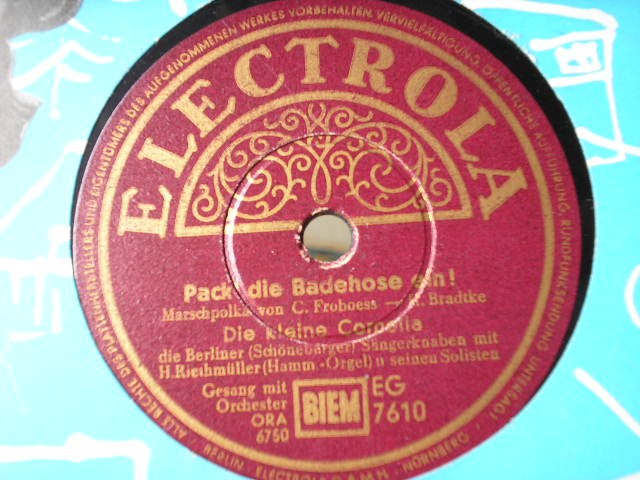 ALLE RECHTE DES PLATTENHERSTELLERS UND EIGENTÜMERS DES AUFGENOMMENEN WERKES VORBEHALTEN, VERVIELFÄLTIGUNG, ÖFFENTLICHE AUFFÜHRUNG, RUNDFUNKSENDUNG UNTERSAGT
ELECTROLA
Pack die Badehose ein!
Marschpolka von C. Froboess - H. Bradtke
Die kleine Cornelia
die Berliner (Schöneberger) Sängerknaben mit
H.Riethmüller (Hamm.-Orgel) u seinen Solisten
Gesang mit
Orchester
ORA
6750
BIEM
EG
7610
BERLIN ELECTROLA G.M.B.H. NÜRNBERG